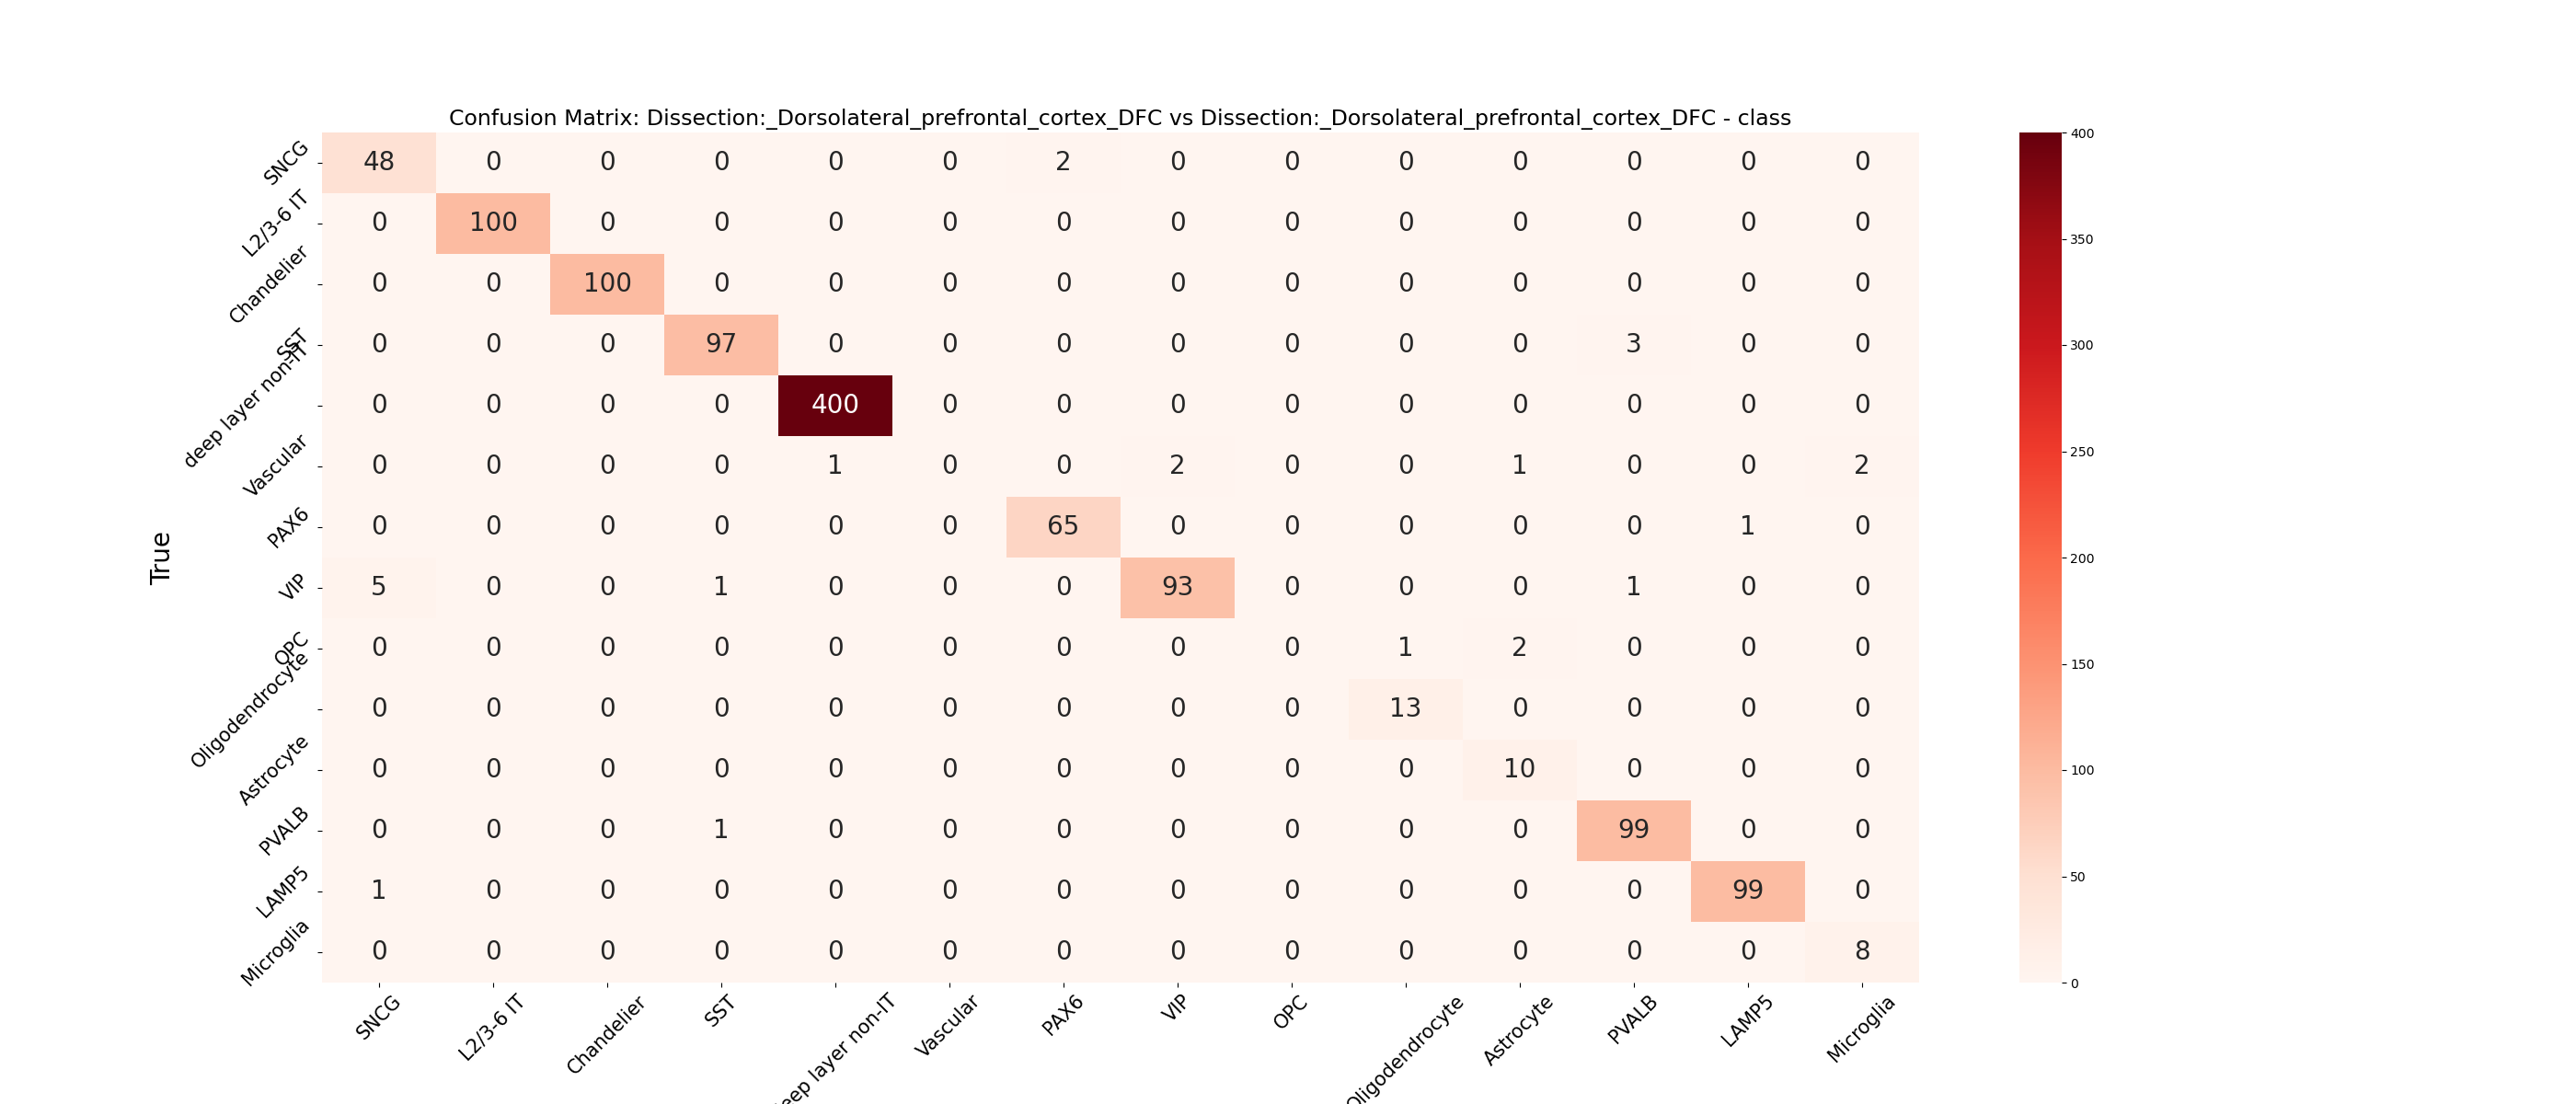 Confusion Matrix: Dissection:_Dorsolateral_prefrontal_cortex_DFC vs Dissection:_Dorsolateral_prefrontal_cortex_DFC - class
True
SNCG 48 0 0 0 0 0 2 0 0 0 0 0 0 0
L2/3-6 IT 0 100 0 0 0 0 0 0 0 0 0 0 0 0
Chandelier 0 0 100 0 0 0 0 0 0 0 0 0 0 0
SST 0 0 0 97 0 0 0 0 0 0 0 3 0 0
deep layer non-IT 0 0 0 0 400 0 0 0 0 0 0 0 0 0
Vascular 0 0 0 0 1 0 0 2 0 0 1 0 0 2
PAX6 0 0 0 0 0 0 65 0 0 0 0 0 1 0
VIP 5 0 0 1 0 0 0 93 0 0 0 1 0 0
OPC 0 0 0 0 0 0 0 0 0 1 2 0 0 0
Oligodendrocyte 0 0 0 0 0 0 0 0 0 13 0 0 0 0
Astrocyte 0 0 0 0 0 0 0 0 0 0 10 0 0 0
PVALB 0 0 0 1 0 0 0 0 0 0 0 99 0 0
LAMP5 1 0 0 0 0 0 0 0 0 0 0 0 99 0
Microglia 0 0 0 0 0 0 0 0 0 0 0 0 0 8
SNCG L2/3-6 IT Chandelier SST eep layer non-IT Vascular PAX6 VIP OPC Oligodendrocyte Astrocyte PVALB LAMP5 Microglia
400
350
300
250
200
150
100
50
0